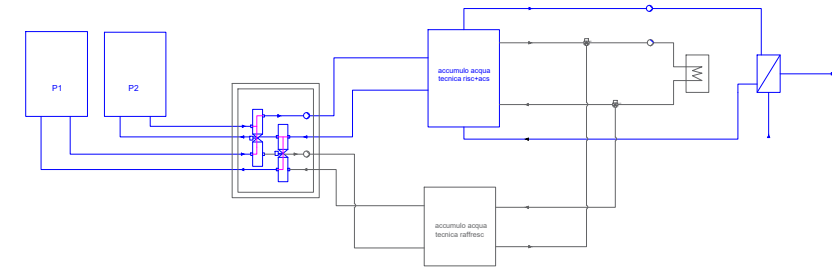 P1
P2
accumulo acqua
tecnica risc+acs
accumulo acqua
tecnica raffresc